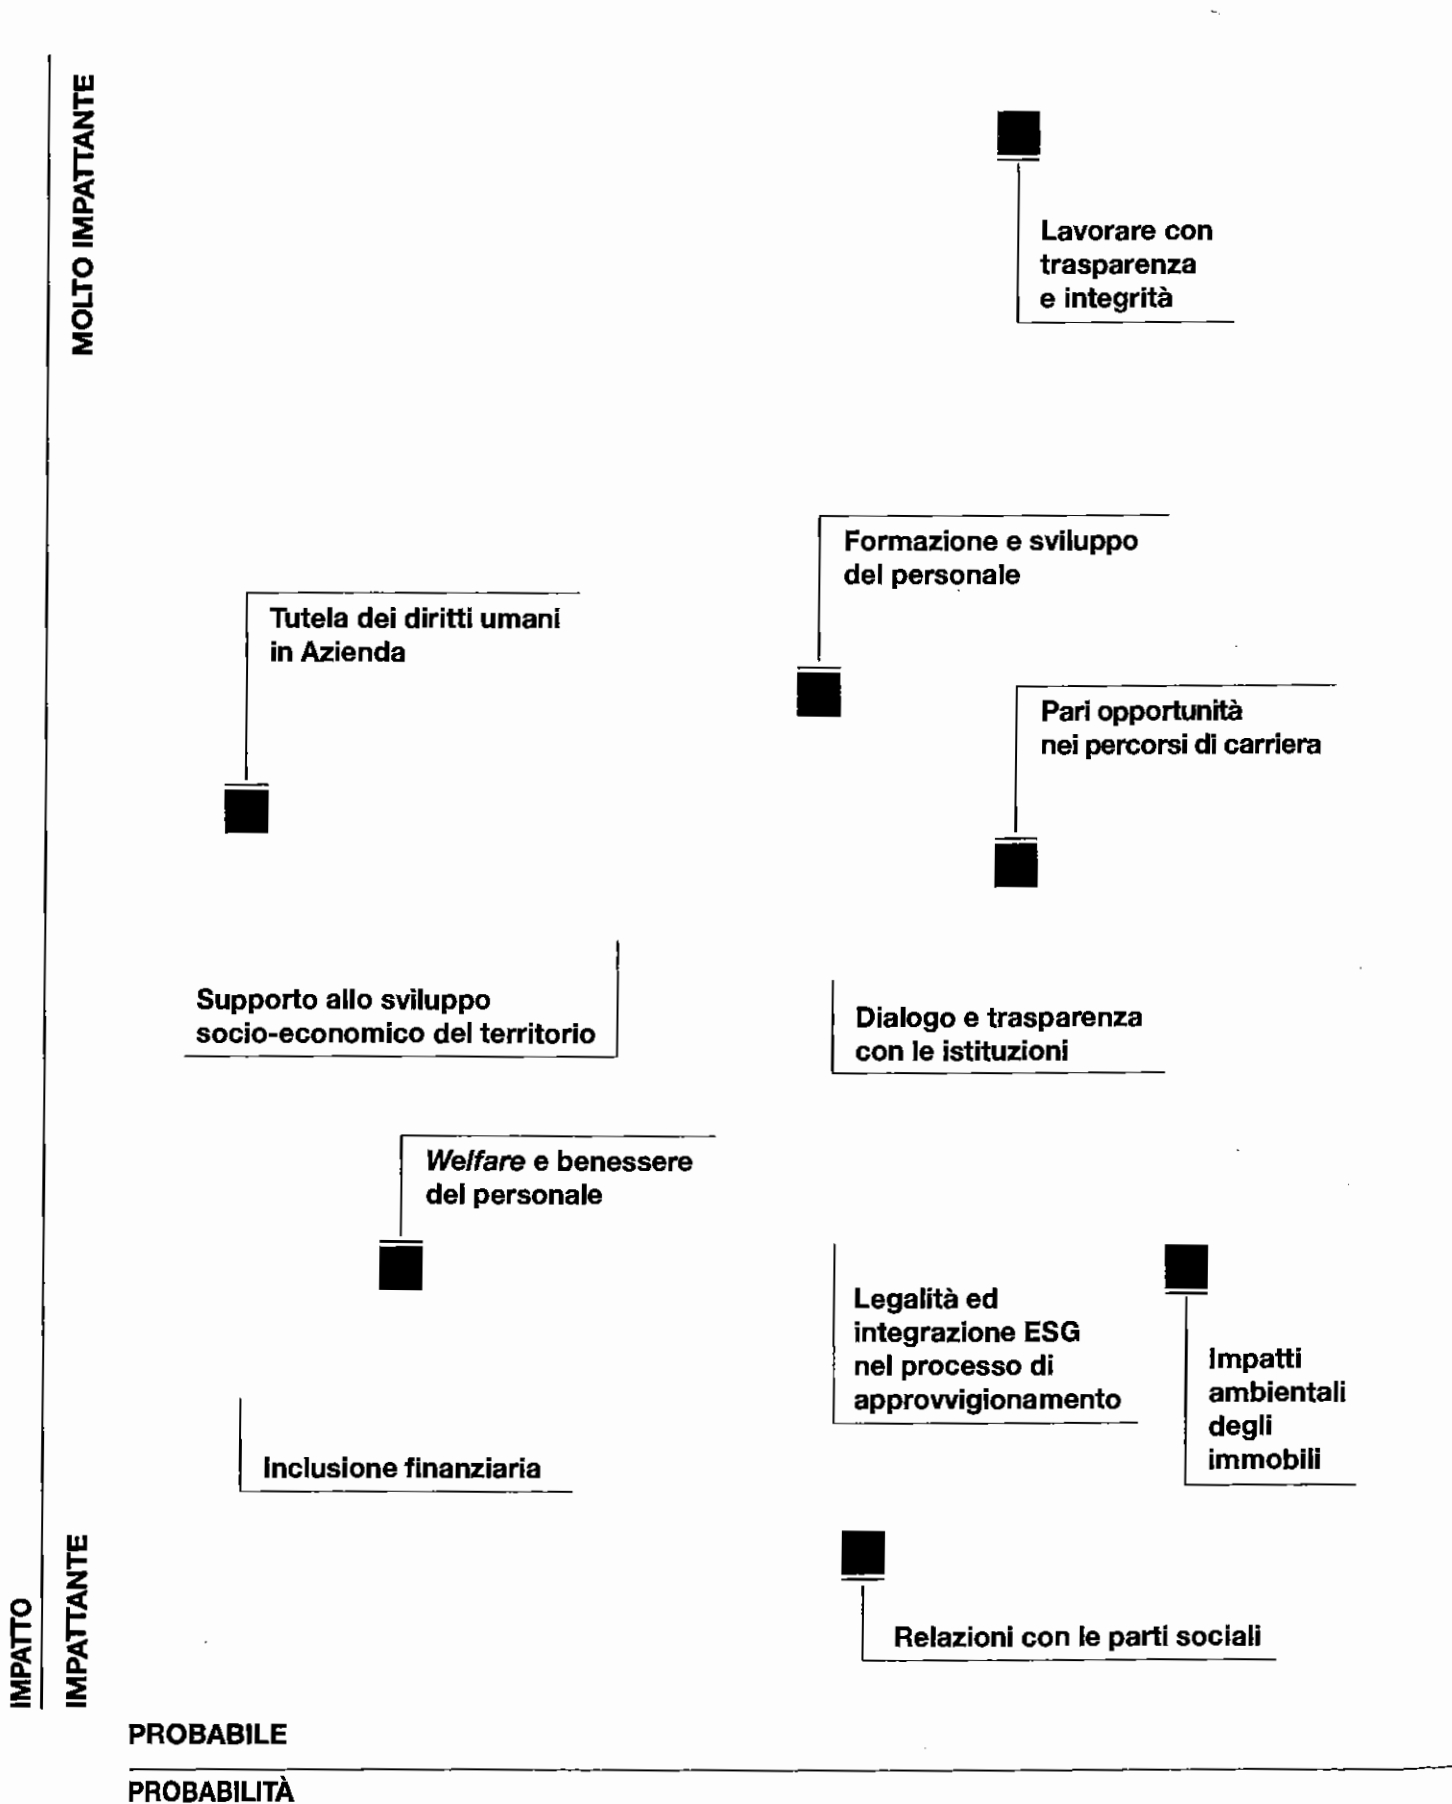 MOLTO IMPATTANTE
Lavorare con
trasparenza
e integrità
Formazione e sviluppo
del personale
Tutela dei diritti umani
in Azienda
Pari opportunità
nei percorsi di carriera
Supporto allo sviluppo
socio-economico del territorio
Dialogo e trasparenza
con le istituzioni
Welfare e benessere
del personale
Legalità ed
integrazione ESG
nel processo di
approvvigionamento
Impatti
ambientali
degli
immobili
Inclusione finanziaria
Relazioni con le parti sociali
IMPATTO
IMPATTANTE
PROBABILE
PROBABILITÀ